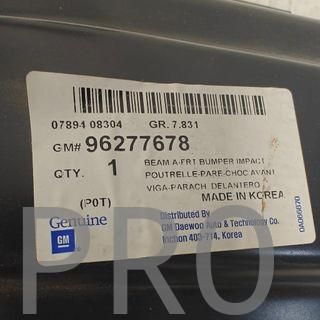 07894 08304 GR. 7.831
GM# 96277678
QTY. 1 BEAM A-FRT BUMPER IMPACT
POUTRELLE-PARE-CHOC AVANT
VIGA-PARACH. DELANTERO
MADE IN KOREA
(P0T)
Genuine
GM
Distributed By
GM Daewoo Auto & Technology Co.
Inchon 403-714, Korea
PRO